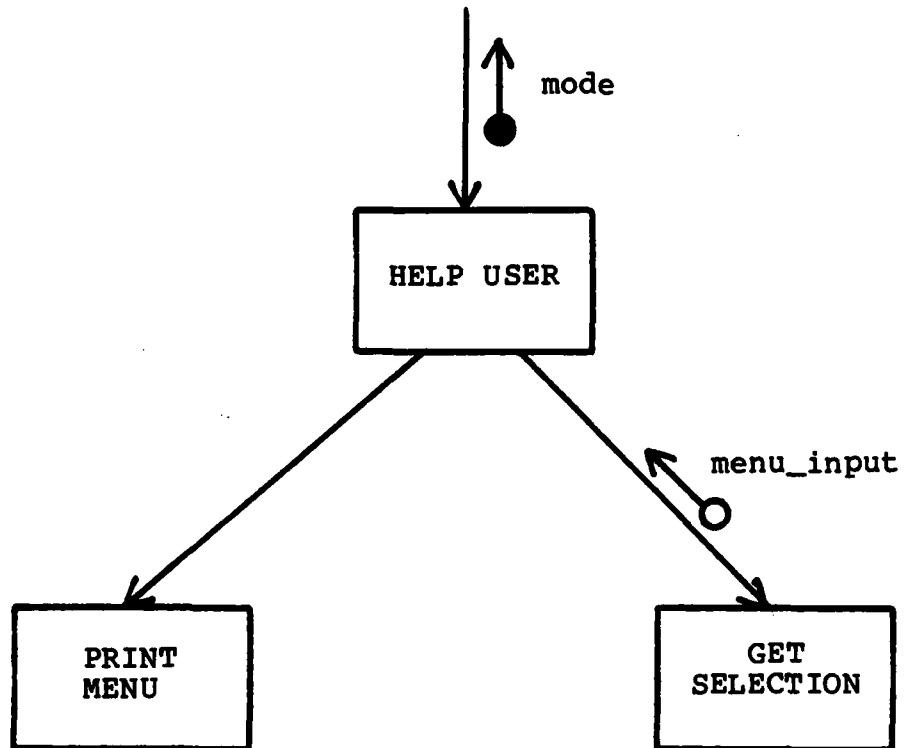 mode
HELP USER
menu_input
PRINT
MENU
GET
SELECTION